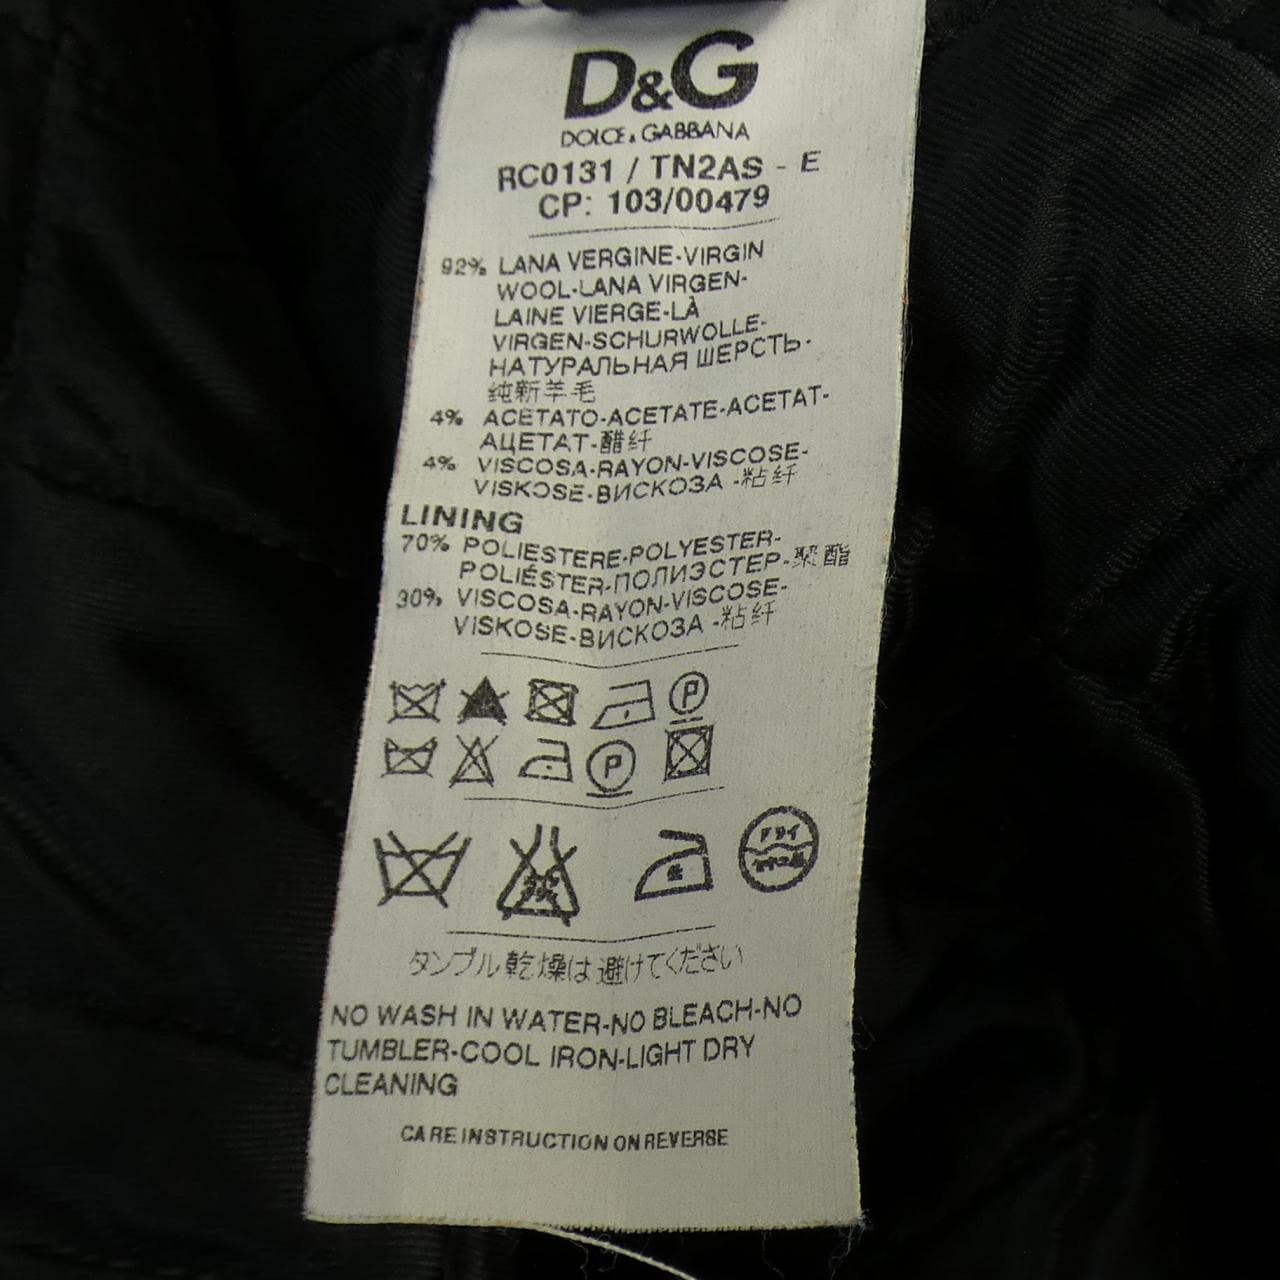 D&G
DOLCE & GABBANA
RC0131 / TN2AS - E
CP: 103/00479
92% LANA VERGINE-VIRGIN
WOOL-LANA VIRGEN-
LAINE VIERGE-LÀ
VIRGEN-SCHURWOLLE-
НАТУРАЛЬНАЯ ШЕРСТЬ-
纯新羊毛
4% ACETATO-ACETATE-ACETAT-
АЦЕТАТ-醋纤
4% VISCOSA-RAYON-VISCOSE-
VISKOSE-ВИСКОЗА -粘纤
LINING
70% POLIESTERE-POLYESTER-
POLIÉSTER-ПОЛИЭСТЕР-聚酯
30% VISCOSA-RAYON-VISCOSE-
VISKOSE-ВИСКОЗА -粘纤
P
P
ドライ
タンブル乾燥は避けてください
NO WASH IN WATER-NO BLEACH-NO
TUMBLER-COOL IRON-LIGHT DRY
CLEANING
CARE INSTRUCTION ON REVERSE